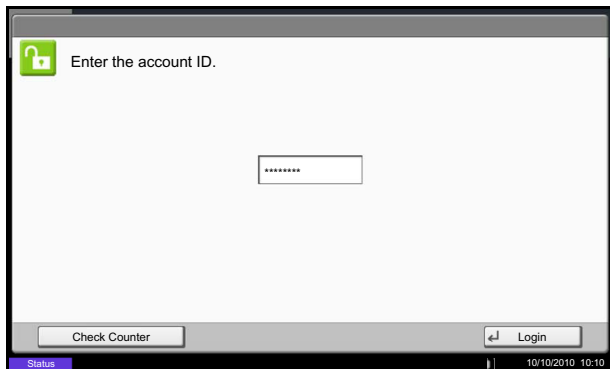 Enter the account ID.
********
Check Counter
Login
Status
10/10/2010 10:10